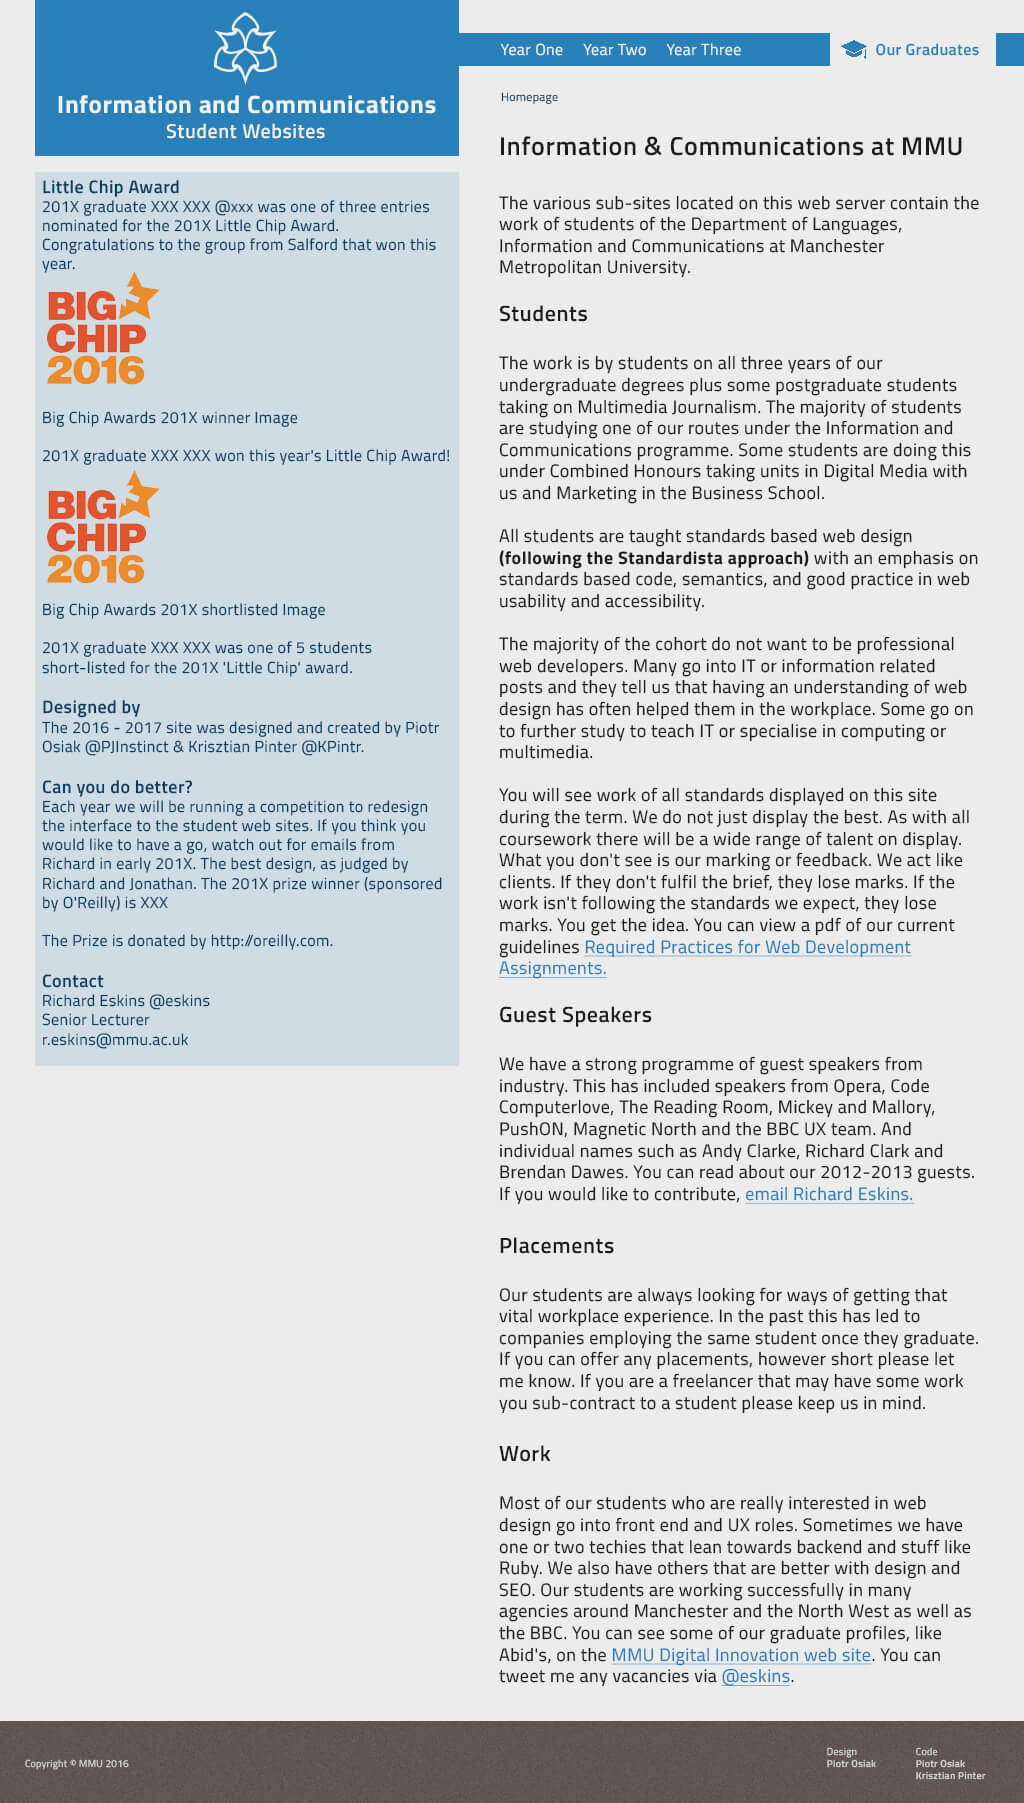 Information and Communications
Student Websites
Year One Year Two Year Three Our Graduates
Homepage
Little Chip Award
201X graduate XXX XXX @xxx was one of three entries
nominated for the 201X Little Chip Award.
Congratulations to the group from Salford that won this
year.
BIG
CHIP
2016
Big Chip Awards 201X winner Image
201X graduate XXX XXX won this year's Little Chip Award!
BIG
CHIP
2016
Big Chip Awards 201X shortlisted Image
201X graduate XXX XXX was one of 5 students
short-listed for the 201X 'Little Chip' award.
Designed by
The 2016 - 2017 site was designed and created by Piotr
Osiak @PJInstinct & Krisztian Pinter @KPintr.
Can you do better?
Each year we will be running a competition to redesign
the interface to the student web sites. If you think you
would like to have a go, watch out for emails from
Richard in early 201X. The best design, as judged by
Richard and Jonathan. The 201X prize winner (sponsored
by O'Reilly) is XXX
The Prize is donated by http://oreilly.com.
Contact
Richard Eskins @eskins
Senior Lecturer
r.eskins@mmu.ac.uk
Information & Communications at MMU
The various sub-sites located on this web server contain the
work of students of the Department of Languages,
Information and Communications at Manchester
Metropolitan University.
Students
The work is by students on all three years of our
undergraduate degrees plus some postgraduate students
taking on Multimedia Journalism. The majority of students
are studying one of our routes under the Information and
Communications programme. Some students are doing this
under Combined Honours taking units in Digital Media with
us and Marketing in the Business School.
All students are taught standards based web design
(following the Standardista approach) with an emphasis on
standards based code, semantics, and good practice in web
usability and accessibility.
The majority of the cohort do not want to be professional
web developers. Many go into IT or information related
posts and they tell us that having an understanding of web
design has often helped them in the workplace. Some go on
to further study to teach IT or specialise in computing or
multimedia.
You will see work of all standards displayed on this site
during the term. We do not just display the best. As with all
coursework there will be a wide range of talent on display.
What you don't see is our marking or feedback. We act like
clients. If they don't fulfil the brief, they lose marks. If the
work isn't following the standards we expect, they lose
marks. You get the idea. You can view a pdf of our current
guidelines Required Practices for Web Development
Assignments.
Guest Speakers
We have a strong programme of guest speakers from
industry. This has included speakers from Opera, Code
Computerlove, The Reading Room, Mickey and Mallory,
PushON, Magnetic North and the BBC UX team. And
individual names such as Andy Clarke, Richard Clark and
Brendan Dawes. You can read about our 2012-2013 guests.
If you would like to contribute, email Richard Eskins.
Placements
Our students are always looking for ways of getting that
vital workplace experience. In the past this has led to
companies employing the same student once they graduate.
If you can offer any placements, however short please let
me know. If you are a freelancer that may have some work
you sub-contract to a student please keep us in mind.
Work
Most of our students who are really interested in web
design go into front end and UX roles. Sometimes we have
one or two techies that lean towards backend and stuff like
Ruby. We also have others that are better with design and
SEO. Our students are working successfully in many
agencies around Manchester and the North West as well as
the BBC. You can see some of our graduate profiles, like
Abid's, on the MMU Digital Innovation web site. You can
tweet me any vacancies via @eskins.
Copyright © MMU 2016
Design
Piotr Osiak
Code
Piotr Osiak
Krisztian Pinter